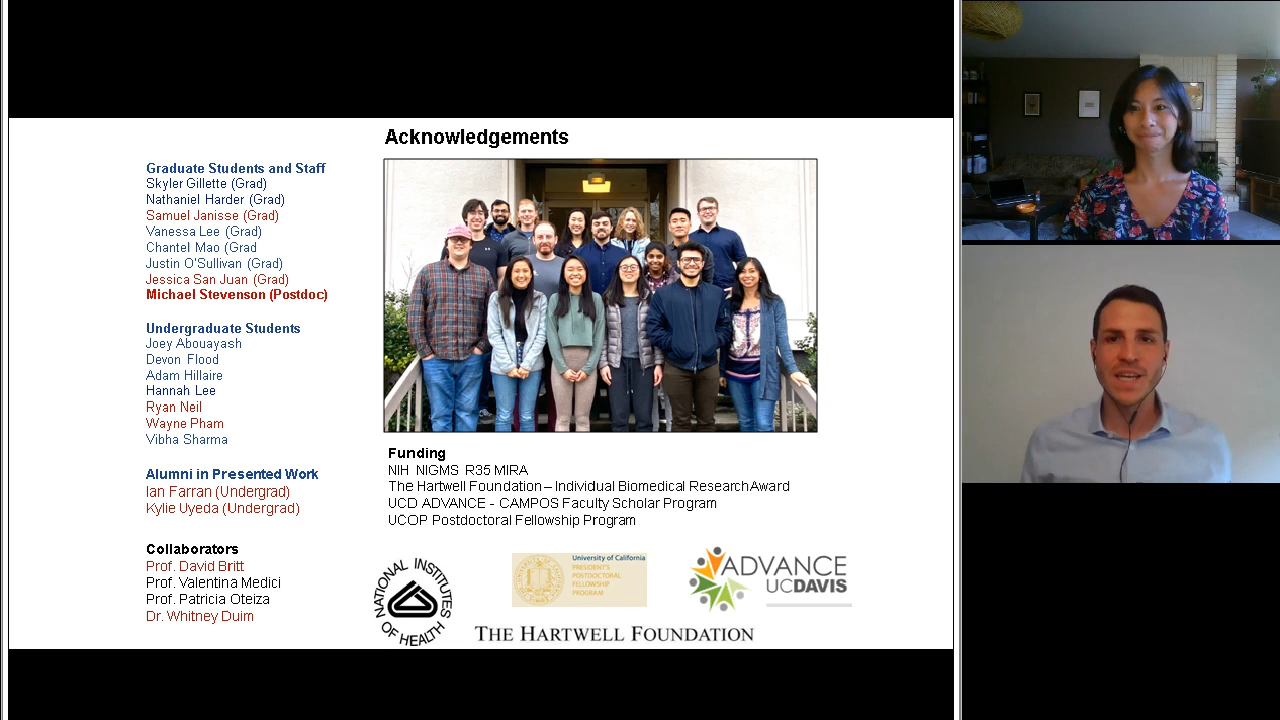 Acknowledgements
Graduate Students and Staff
Skyler Gillette (Grad)
Nathaniel Harder (Grad)
Samuel Janisse (Grad)
Vanessa Lee (Grad)
Chantel Mao (Grad
Justin O'Sullivan (Grad)
Jessica San Juan (Grad)
Michael Stevenson (Postdoc)
Undergraduate Students
Joey Abouayash
Devon Flood
Adam Hillaire
Hannah Lee
Ryan Neil
Wayne Pham
Vibha Sharma
Alumni in Presented Work
Ian Farran (Undergrad)
Kylie Uyeda (Undergrad)
Collaborators
Prof. David Britt
Prof. Valentina Medici
Prof. Patricia Oteiza
Dr. Whitney Duim
Funding
NIH NIGMS R35 MIRA
The Hartwell Foundation – Individual Biomedical Research Award
UCD ADVANCE - CAMPOS Faculty Scholar Program
UCOP Postdoctoral Fellowship Program
NATIONAL INSTITUTES OF HEALTH
University of California
PRESIDENT'S
POSTDOCTORAL
FELLOWSHIP
PROGRAM
ADVANCE
UCDAVIS
THE HARTWELL FOUNDATION